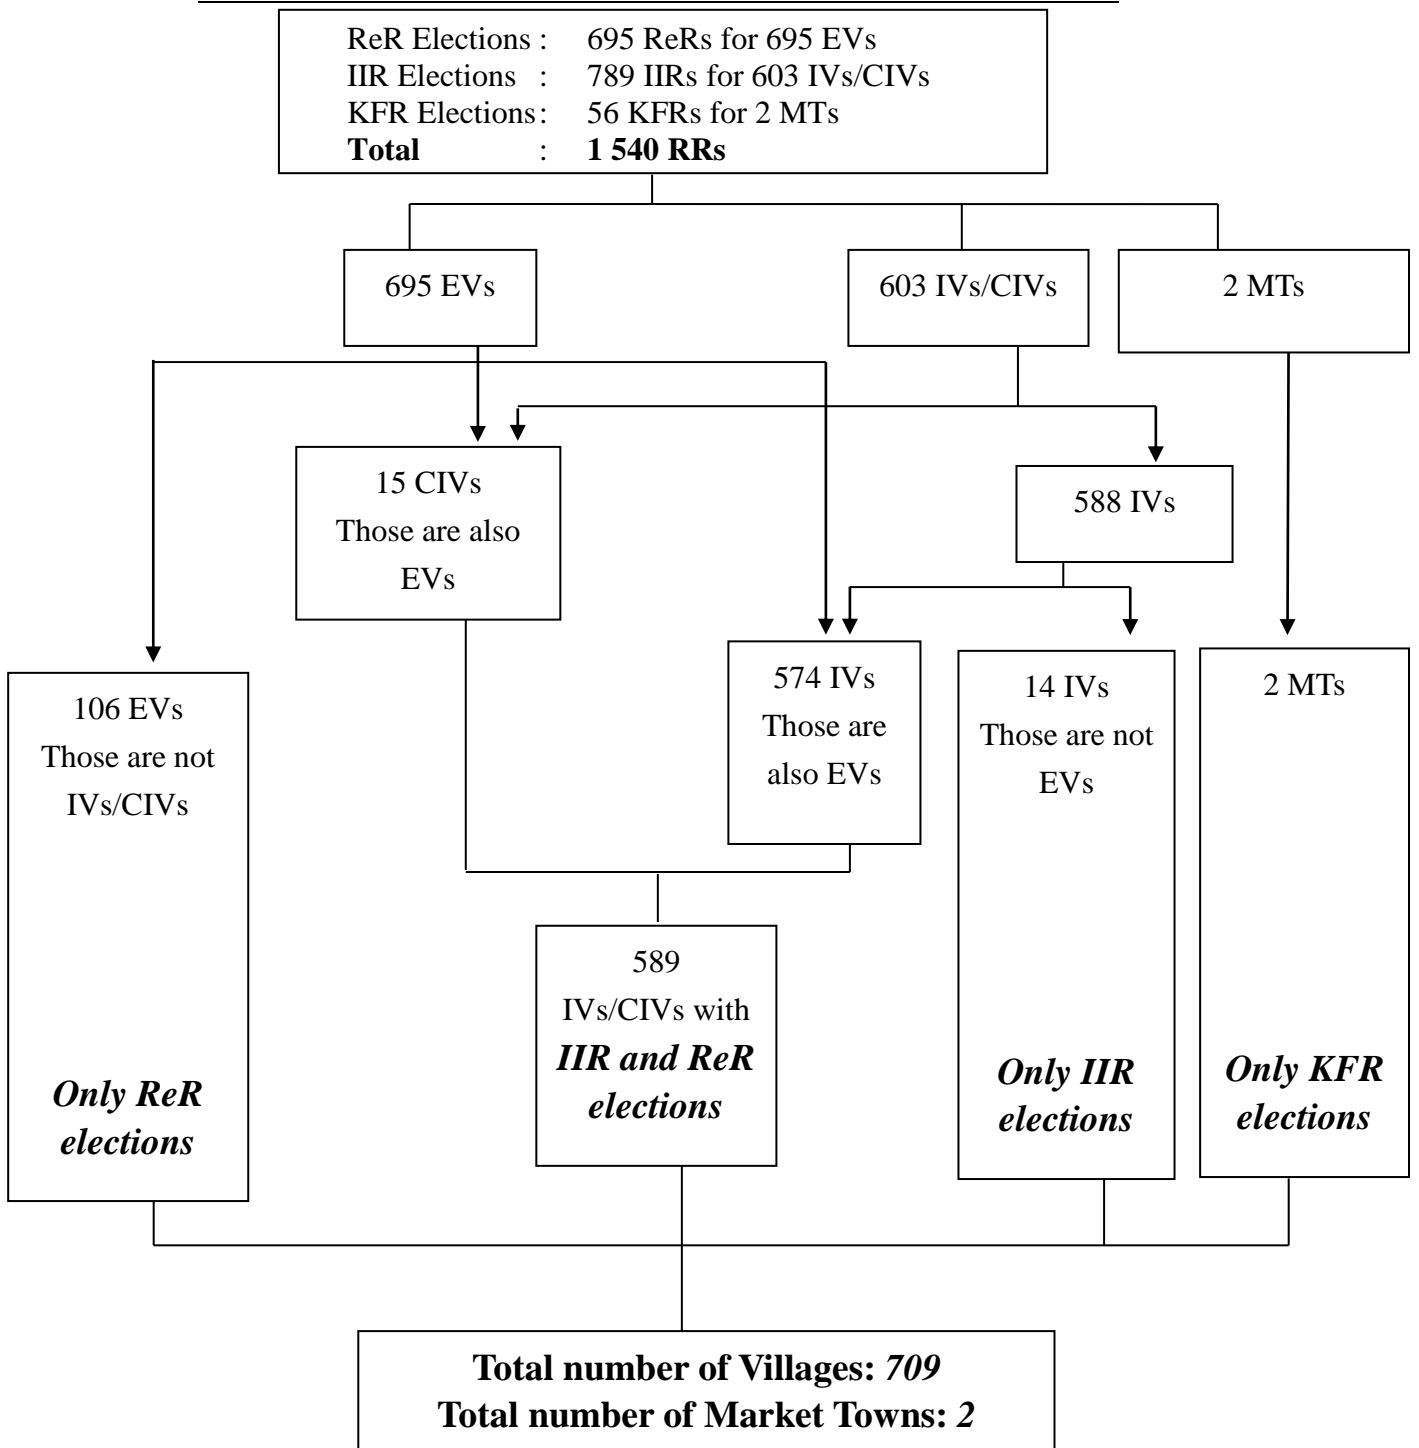 ReR Elections : 695 ReRs for 695 EVs
IIR Elections : 789 IIRs for 603 IVs/CIVs
KFR Elections : 56 KFRs for 2 MTs
Total : 1 540 RRs
695 EVs
603 IVs/CIVs
2 MTs
15 CIVs
Those are also
EVs
588 IVs
106 EVs
Those are not
IVs/CIVs
Only ReR
elections
574 IVs
Those are
also EVs
14 IVs
Those are not
EVs
Only IIR
elections
2 MTs
Only KFR
elections
589
IVs/CIVs with
IIR and ReR
elections
Total number of Villages: 709
Total number of Market Towns: 2